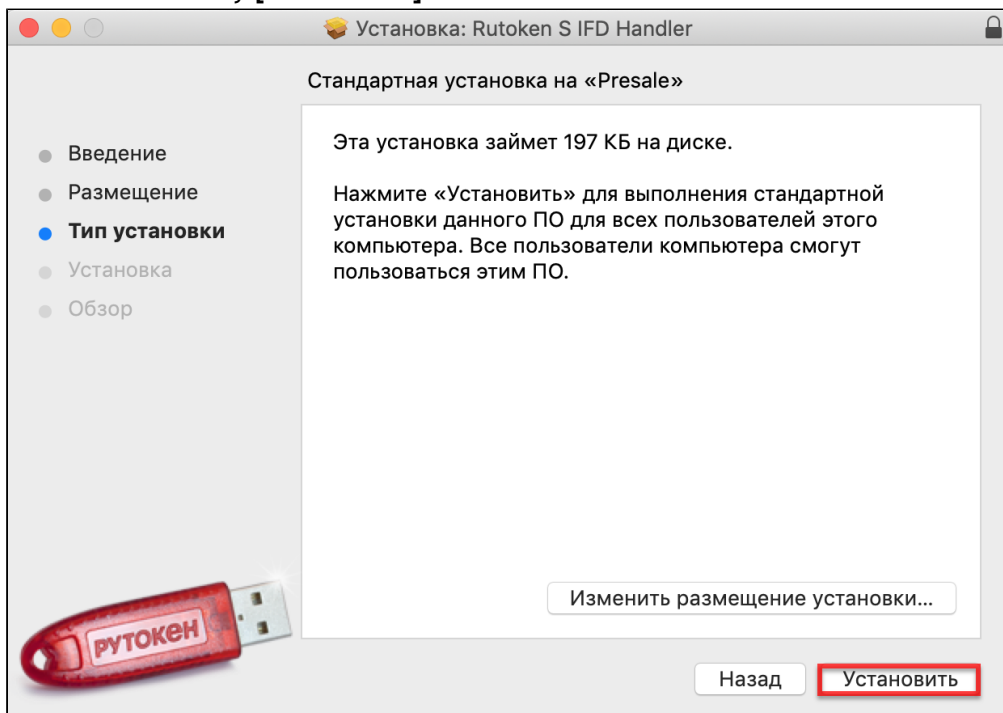 Установка: Rutoken S IFD Handler
Стандартная установка на «Presale»
Введение
Размещение
Тип установки
Установка
Обзор
Эта установка займет 197 КБ на диске.
Нажмите «Установить» для выполнения стандартной
установки данного ПО для всех пользователей этого
компьютера. Все пользователи компьютера смогут
пользоваться этим ПО.
Изменить размещение установки...
РУТОКЕН
Назад
Установить